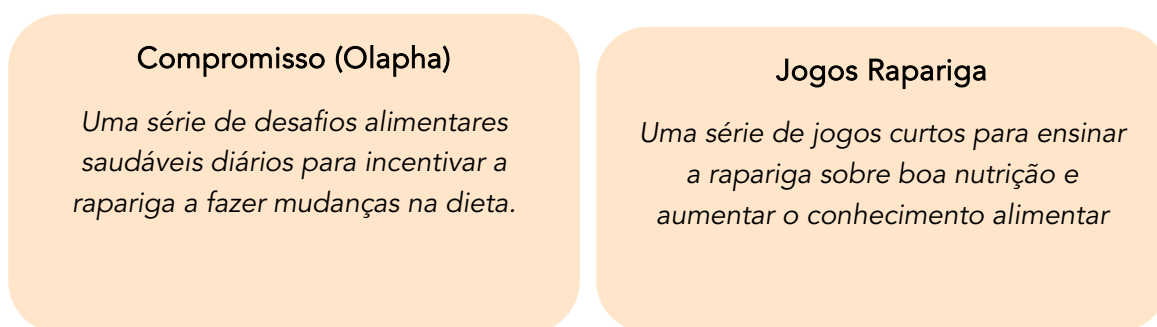 Compromisso (Olapha)
Uma série de desafios alimentares
saudáveis diários para incentivar a
rapariga a fazer mudanças na dieta.
Jogos Rapariga
Uma série de jogos curtos para ensinar
a rapariga sobre boa nutrição e
aumentar o conhecimento alimentar